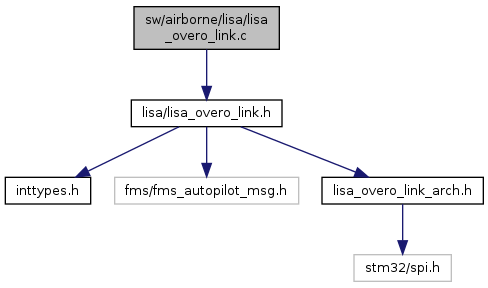 sw/airborne/lisa/lisa
_overo_link.c
lisa/lisa_overo_link.h
inttypes.h
fms/fms_autopilot_msg.h
lisa_overo_link_arch.h
stm32/spi.h